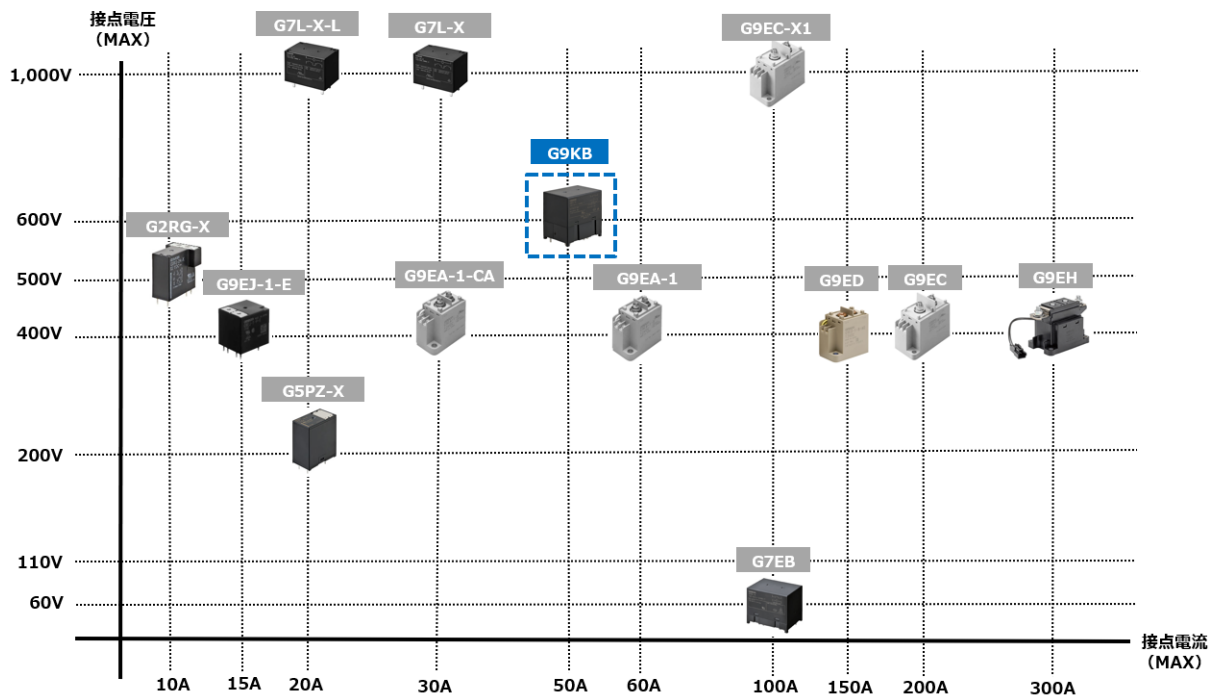 接点電圧
（MAX）
G7L-X-L
G7L-X
G9EC-X1
1,000V
G9KB
600V
G2RG-X
500V
G9EJ-1-E
G9EA-1-CA
G9EA-1
G9ED
G9EC
G9EH
400V
G5PZ-X
200V
110V
G7EB
60V
接点電流
（MAX）
10A
15A
20A
30A
50A
60A
100A
150A
200A
300A